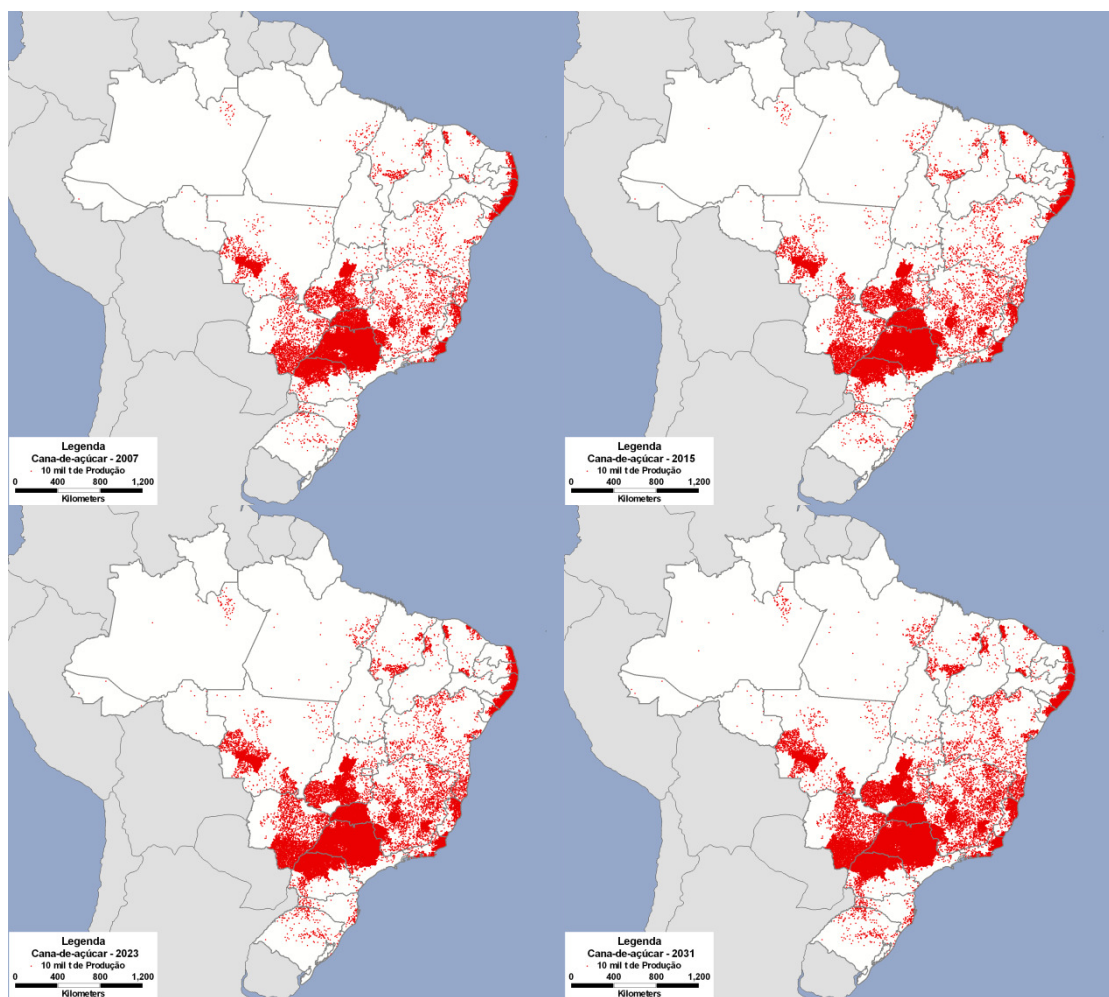 Legenda
Cana-de-açúcar - 2007
10 mil t de Produção
0 400 800 1,200
Kilometers
Legenda
Cana-de-açúcar - 2015
10 mil t de Produção
0 400 800 1,200
Kilometers
Legenda
Cana-de-açúcar - 2023
10 mil t de Produção
0 400 800 1,200
Kilometers
Legenda
Cana-de-açúcar - 2031
10 mil t de Produção
0 400 800 1,200
Kilometers